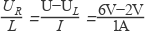 U_R/L = U−U_L/I = 6V−2V/1A